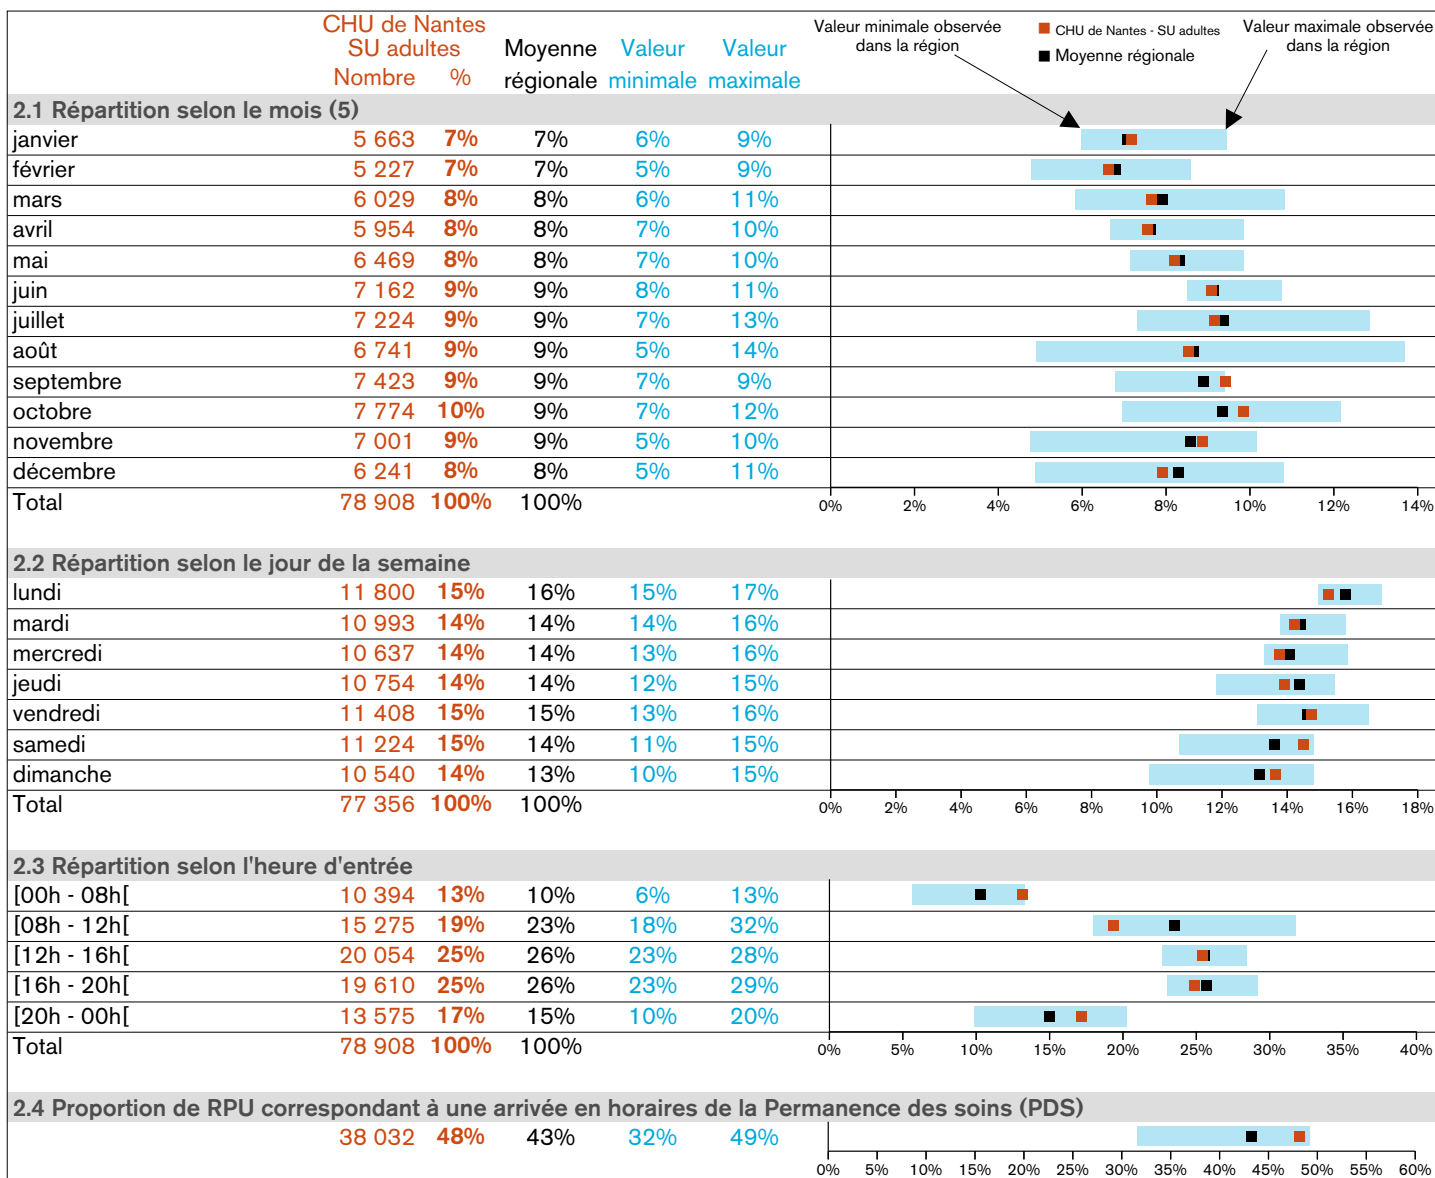 CHU de Nantes
SU adultes
Nombre % Moyenne régionale Valeur minimale Valeur maximale
Valeur minimale observée
dans la région
CHU de Nantes - SU adultes
Moyenne régionale
Valeur maximale observée
dans la région
2.1 Répartition selon le mois (5)
janvier 5 663 7% 7% 6% 9%
février 5 227 7% 7% 5% 9%
mars 6 029 8% 8% 6% 11%
avril 5 954 8% 8% 7% 10%
mai 6 469 8% 8% 7% 10%
juin 7 162 9% 9% 8% 11%
juillet 7 224 9% 9% 7% 13%
août 6 741 9% 9% 5% 14%
septembre 7 423 9% 9% 7% 9%
octobre 7 774 10% 9% 7% 12%
novembre 7 001 9% 9% 5% 10%
décembre 6 241 8% 8% 5% 11%
Total 78 908 100% 100%
0% 2% 4% 6% 8% 10% 12% 14%
2.2 Répartition selon le jour de la semaine
lundi 11 800 15% 16% 15% 17%
mardi 10 993 14% 14% 14% 16%
mercredi 10 637 14% 14% 13% 16%
jeudi 10 754 14% 14% 12% 15%
vendredi 11 408 15% 15% 13% 16%
samedi 11 224 15% 14% 11% 15%
dimanche 10 540 14% 13% 10% 15%
Total 77 356 100% 100%
0% 2% 4% 6% 8% 10% 12% 14% 16% 18%
2.3 Répartition selon l'heure d'entrée
[00h - 08h[ 10 394 13% 10% 6% 13%
[08h - 12h[ 15 275 19% 23% 18% 32%
[12h - 16h[ 20 054 25% 26% 23% 28%
[16h - 20h[ 19 610 25% 26% 23% 29%
[20h - 00h[ 13 575 17% 15% 10% 20%
Total 78 908 100% 100%
0% 5% 10% 15% 20% 25% 30% 35% 40%
2.4 Proportion de RPU correspondant à une arrivée en horaires de la Permanence des soins (PDS)
38 032 48% 43% 32% 49%
0% 5% 10% 15% 20% 25% 30% 35% 40% 45% 50% 55% 60%